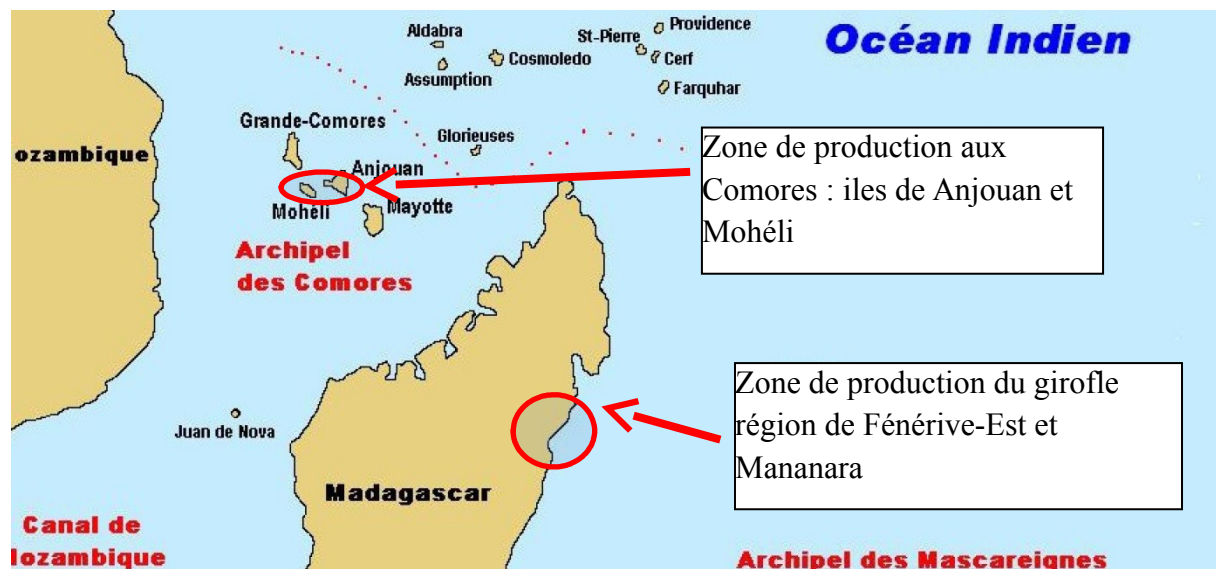 Océan Indien
Providence
Aldabra
St-Pierre
Cosmoledo
Cerf
Assumption
Farquhar
Grande-Comores
Glorieuses
ozambique
Anjouan
Mohéli
Mayotte
Zone de production aux
Comores : iles de Anjouan et
Mohéli
Archipel
des Comores
Zone de production du girofle
région de Fénérive-Est et
Mananara
Juan de Nova
Madagascar
Canal de
Mozambique
Archipel des Mascareignes